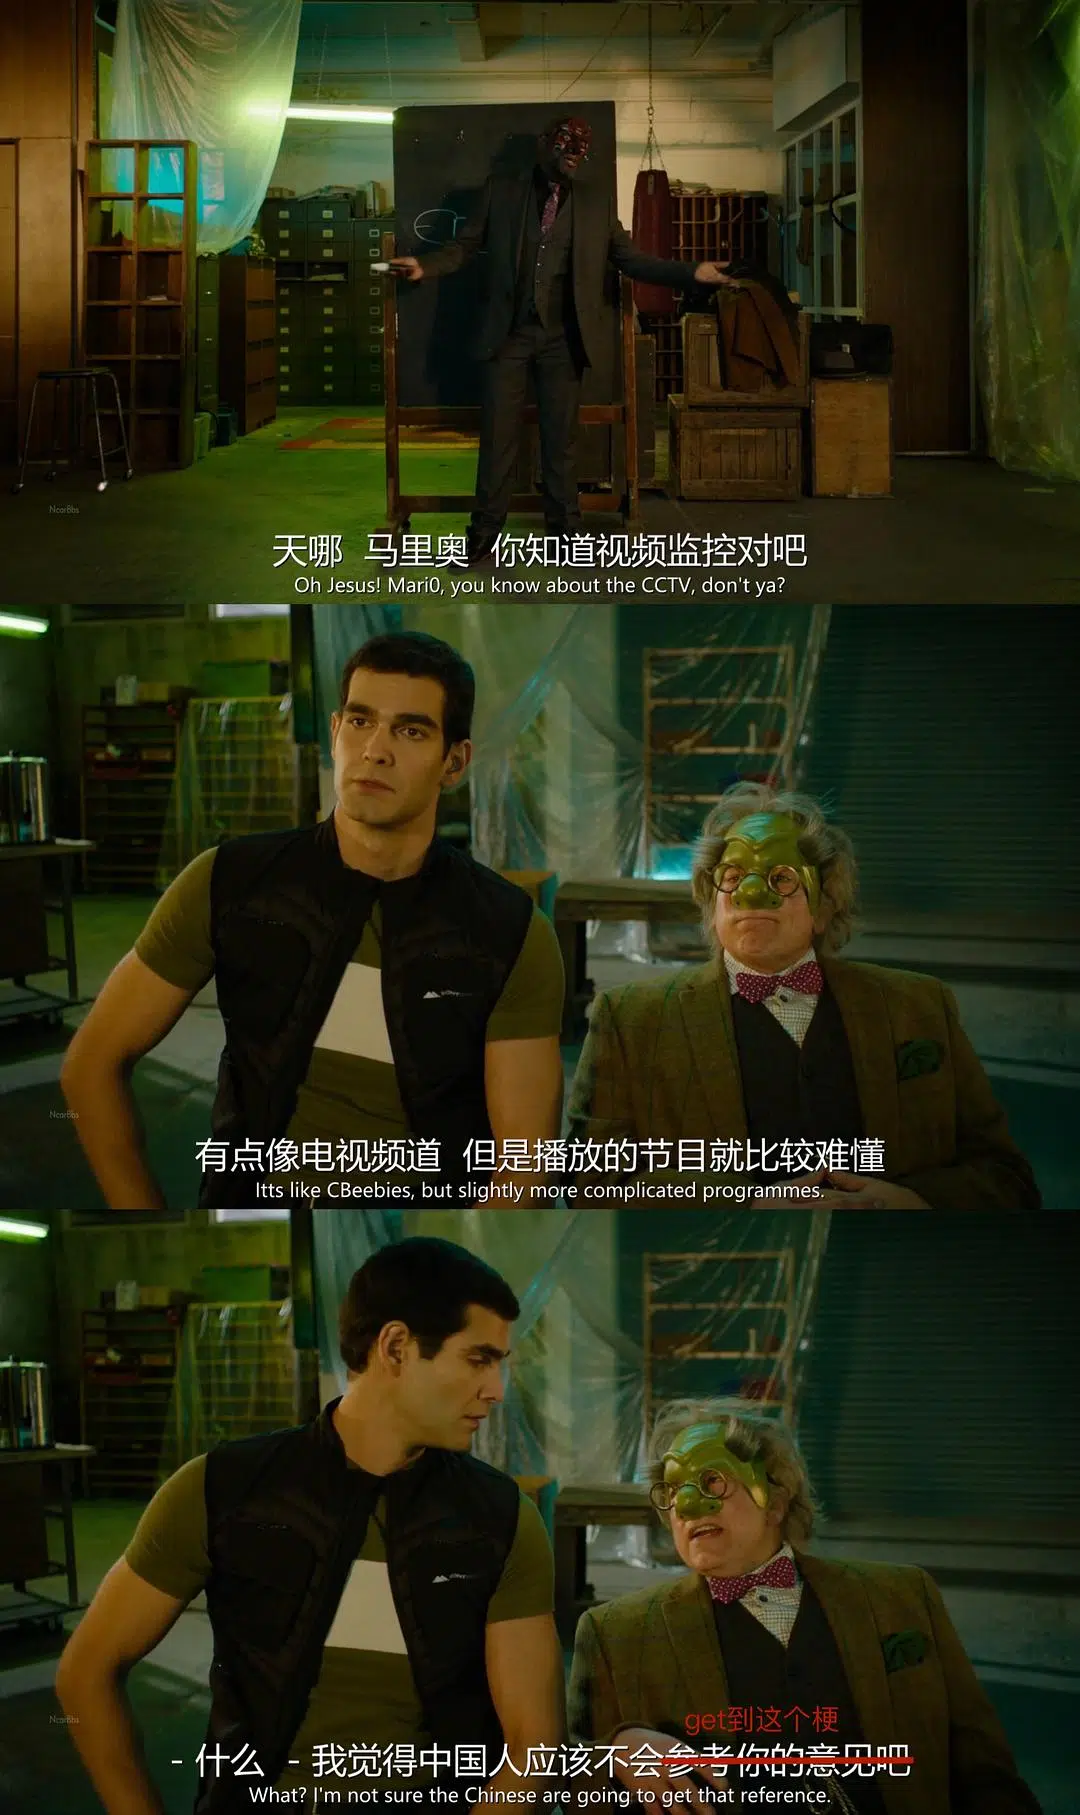 NcorBbs
天哪 马里奥 你知道视频监控对吧
Oh Jesus! Mari0, you know about the CCTV, don't ya?
NcorBbs
有点像电视频道 但是播放的节目就比较难懂
Itts like CBeebies, but slightly more complicated programmes.
NcorBbs
get到这个梗
- 什么 - 我觉得中国人应该不会参考你的意见吧
What? I'm not sure the Chinese are going to get that reference.